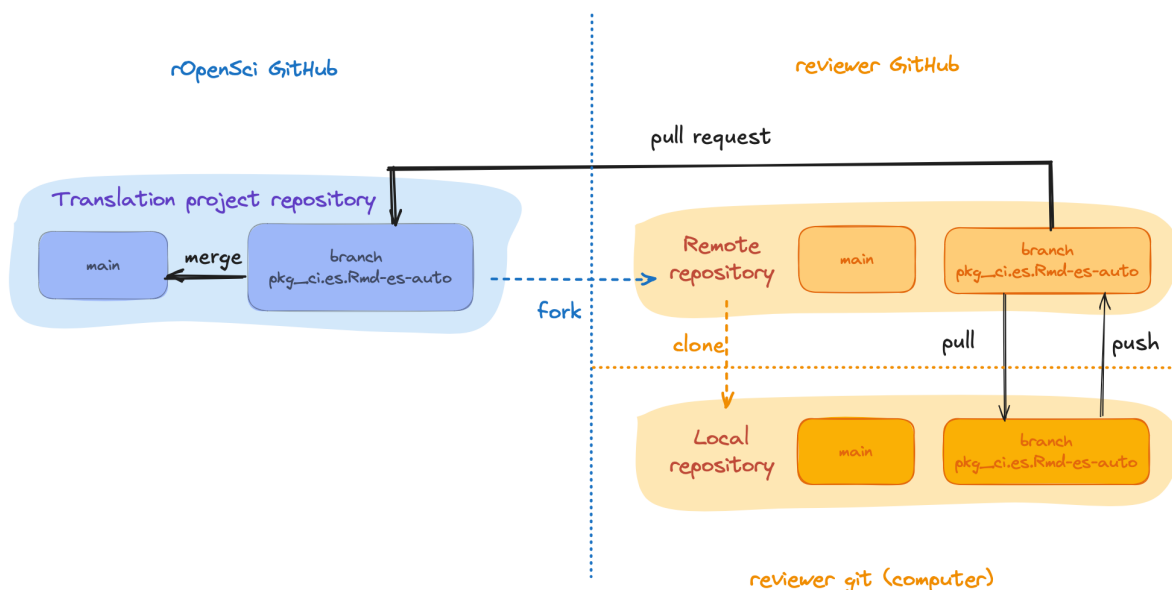 rOpenSci GitHub
reviewer GitHub
pull request
Translation project repository
main
merge
branch
pkg_ci.es.Rmd-es-auto
fork
Remote
repository
main
branch
pkg_ci.es.Rmd-es-auto
clone
pull
push
Local
repository
main
branch
pkg_ci.es.Rmd-es-auto
reviewer git (computer)